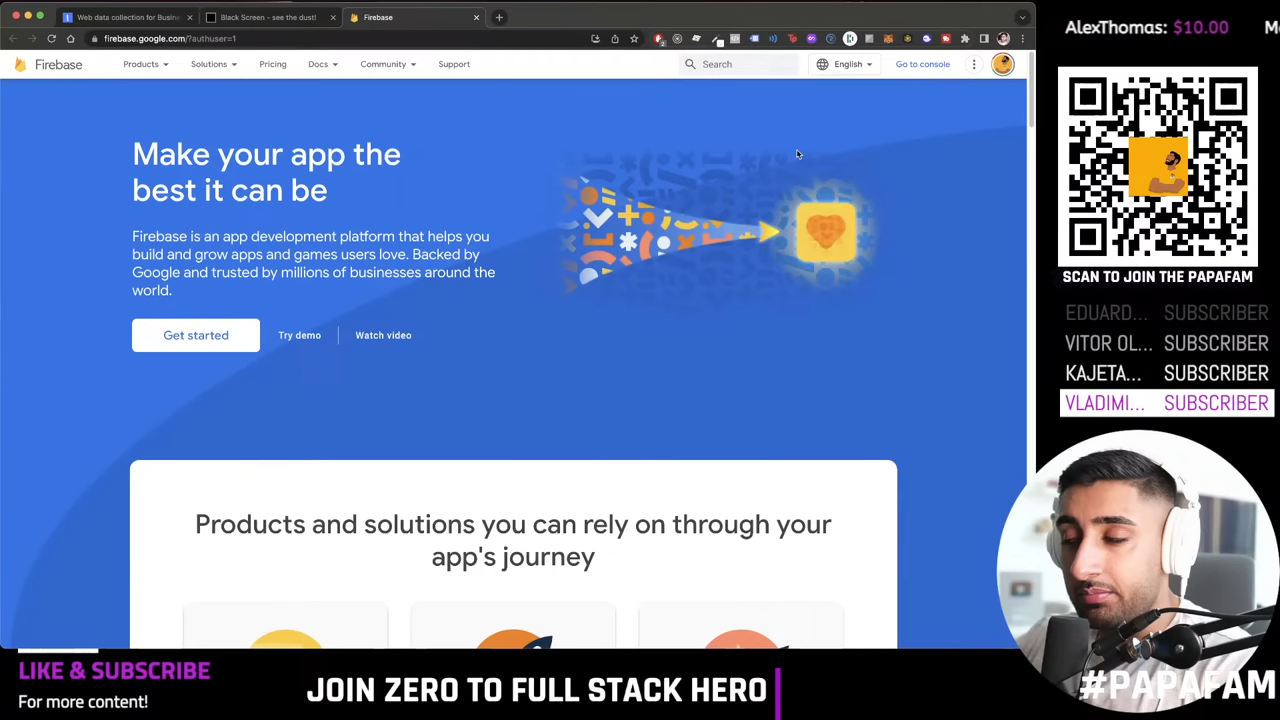 Web data collection for Busine
Black Screen - see the dust!
Firebase
firebase.google.com/?authuser=1
Firebase
Products
Solutions
Pricing
Docs
Community
Support
Search
English
Go to console
Make your app the
best it can be
Firebase is an app development platform that helps you
build and grow apps and games users love. Backed by
Google and trusted by millions of businesses around the
world.
Get started
Try demo
Watch video
Products and solutions you can rely on through your
app's journey
AlexThomas: $10.00
SCAN TO JOIN THE PAPAFAM
EDUARD... SUBSCRIBER
VITOR OL... SUBSCRIBER
KAJETA... SUBSCRIBER
VLADIMI... SUBSCRIBER
LIKE & SUBSCRIBE
For more content!
JOIN ZERO TO FULL STACK HERO
#PAPAFAM